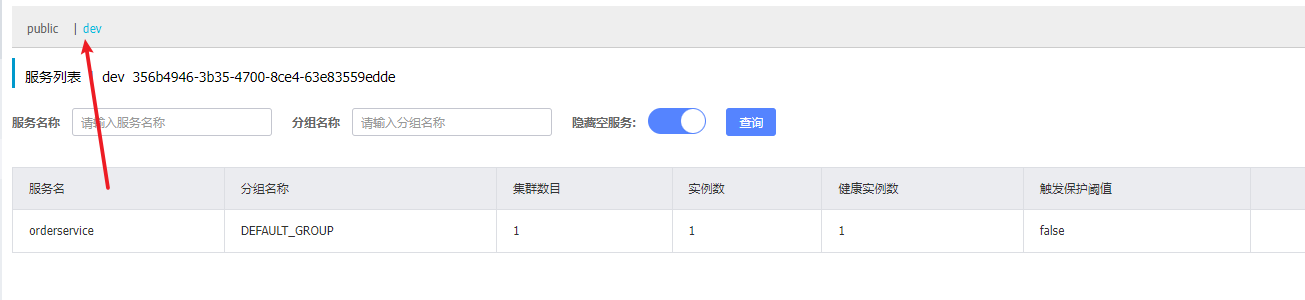 public | dev
服务列表 | dev 356b4946-3b35-4700-8ce4-63e83559edde
服务名称 请输入服务名称 分组名称 请输入分组名称 隐藏空服务: 查询
服务名 分组名称 集群数目 实例数 健康实例数 触发保护阈值
orderservice DEFAULT_GROUP 1 1 1 false